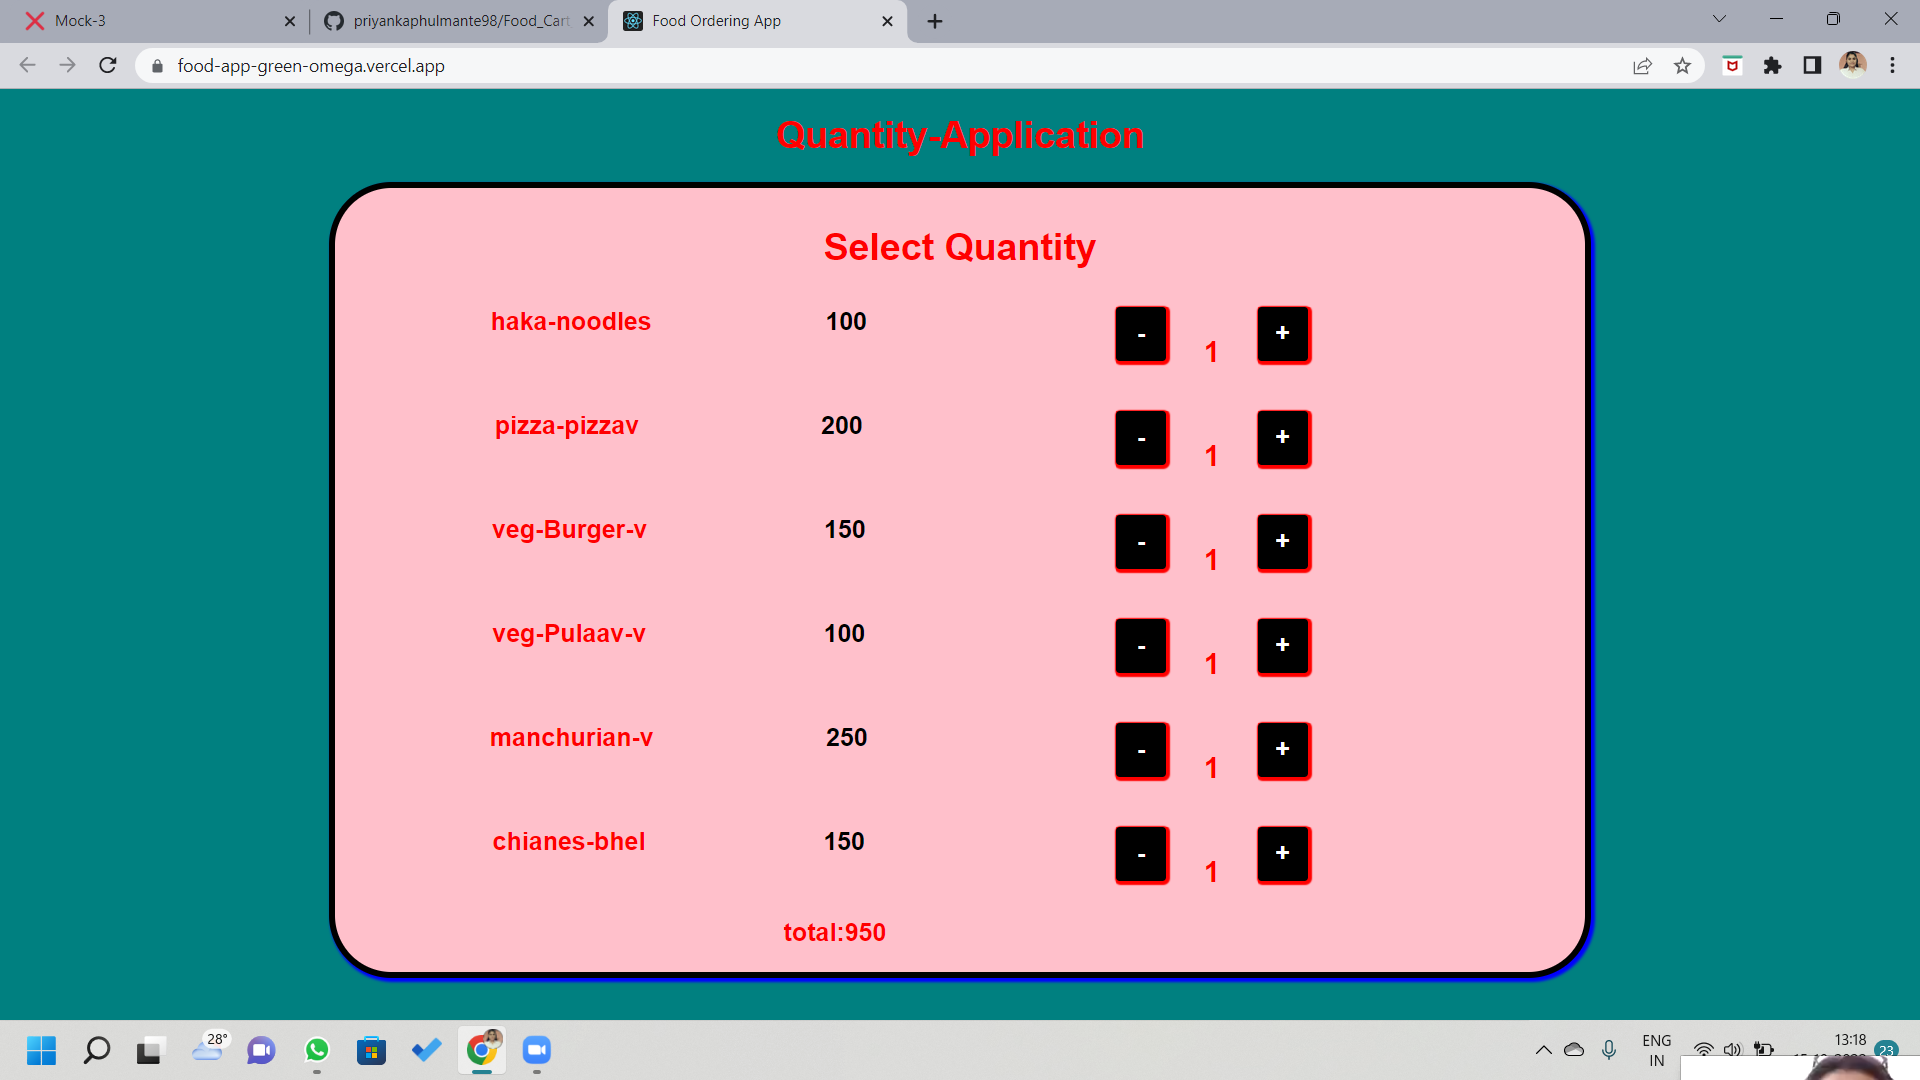 Mock-3
priyankaphulmante98/Food_Cart
Food Ordering App
food-app-green-omega.vercel.app
Quantity-Application
Select Quantity
haka-noodles 100 - 1 +
pizza-pizzav 200 - 1 +
veg-Burger-v 150 - 1 +
veg-Pulaav-v 100 - 1 +
manchurian-v 250 - 1 +
chianes-bhel 150 - 1 +
total:950
28°
ENG
IN
13:18
23